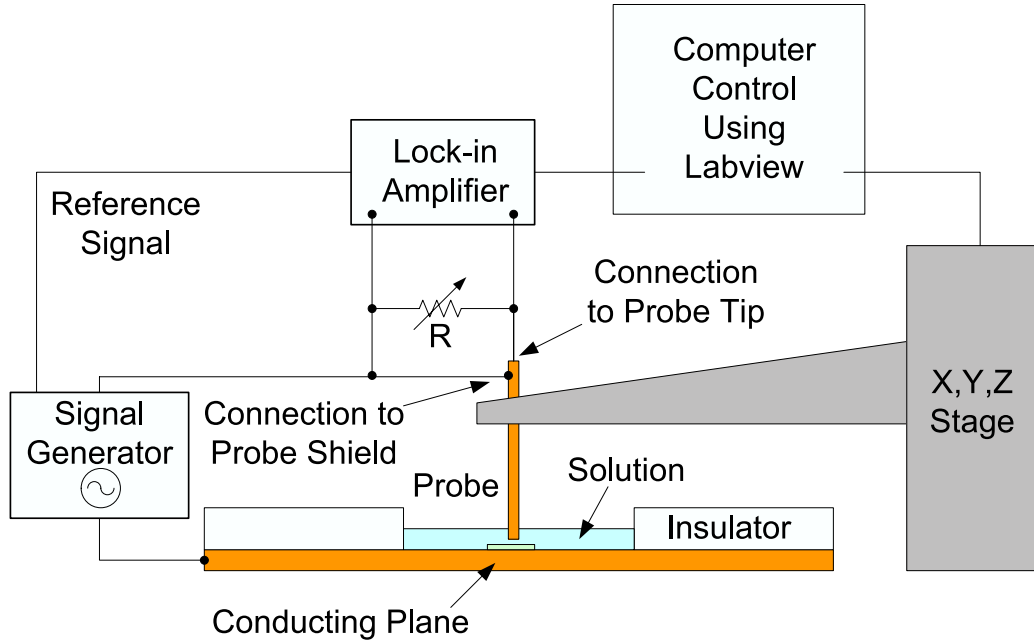 Computer
Control
Using
Labview
Lock-in
Amplifier
Reference
Signal
Connection
to Probe Tip
R
X,Y,Z
Stage
Signal
Generator
Connection to
Probe Shield
Probe
Solution
Insulator
Conducting Plane